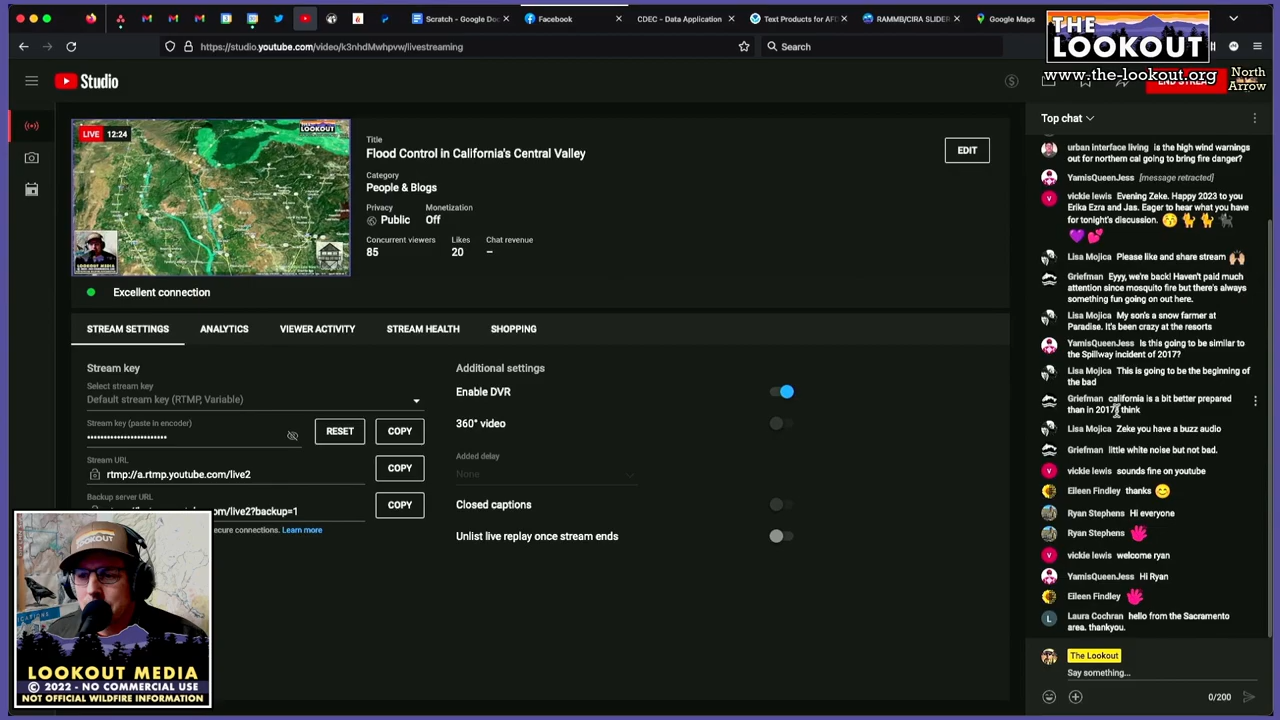 Scratch - Google Doc
Facebook
CDEC - Data Application
Text Products for AFD
RAMMB/CIRA SLIDER
Google Maps
https://studio.youtube.com/video/k3nhdMwhpvw/livestreaming
Search
THE
LOOKOUT
www.the-lookout.org
North
Arrow
Studio
LIVE 12:24
Title
Flood Control in California's Central Valley
EDIT
Category
People & Blogs
Privacy
Public
Monetization
Off
Concurrent viewers
85
Likes
20
Chat revenue
–
Excellent connection
STREAM SETTINGS
ANALYTICS
VIEWER ACTIVITY
STREAM HEALTH
SHOPPING
Stream key
Select stream key
Default stream key (RTMP, Variable)
Stream key (paste in encoder)
RESET
COPY
Stream URL
rtmp://a.rtmp.youtube.com/live2
COPY
Backup server URL
om/live2?backup=1
COPY
ecure connections. Learn more
Additional settings
Enable DVR
360° video
Added delay
None
Closed captions
Unlist live replay once stream ends
Top chat
urban interface living is the high wind warnings
out for northern cal going to bring fire danger?
YamisQueenJess [message retracted]
vickie lewis Evening Zeke. Happy 2023 to you
Erika Ezra and Jas. Eager to hear what you have
for tonight's discussion. 😚🐈🐈🐈‍⬛
💜💕
Lisa Mojica Please like and share stream 🙌🏼
Griefman Eyyy, we're back! Haven't paid much
attention since mosquito fire but there's always
something fun going on out here.
Lisa Mojica My son's a snow farmer at
Paradise. It's been crazy at the resorts
YamisQueenJess Is this going to be similar to
the Spillway incident of 2017?
Lisa Mojica This is going to be the beginning of
the bad
Griefman california is a bit better prepared
than in 2017 think
Lisa Mojica Zeke you have a buzz audio
Griefman little white noise but not bad.
vickie lewis sounds fine on youtube
Eileen Findley thanks 😊
Ryan Stephens Hi everyone
Ryan Stephens
vickie lewis welcome ryan
YamisQueenJess Hi Ryan
Eileen Findley
Laura Cochran hello from the Sacramento
area. thankyou.
The Lookout
Say something...
0/200
LOOKOUT
LOOKOUT MEDIA
© 2022 - NO COMMERCIAL USE
NOT OFFICIAL WILDFIRE INFORMATION